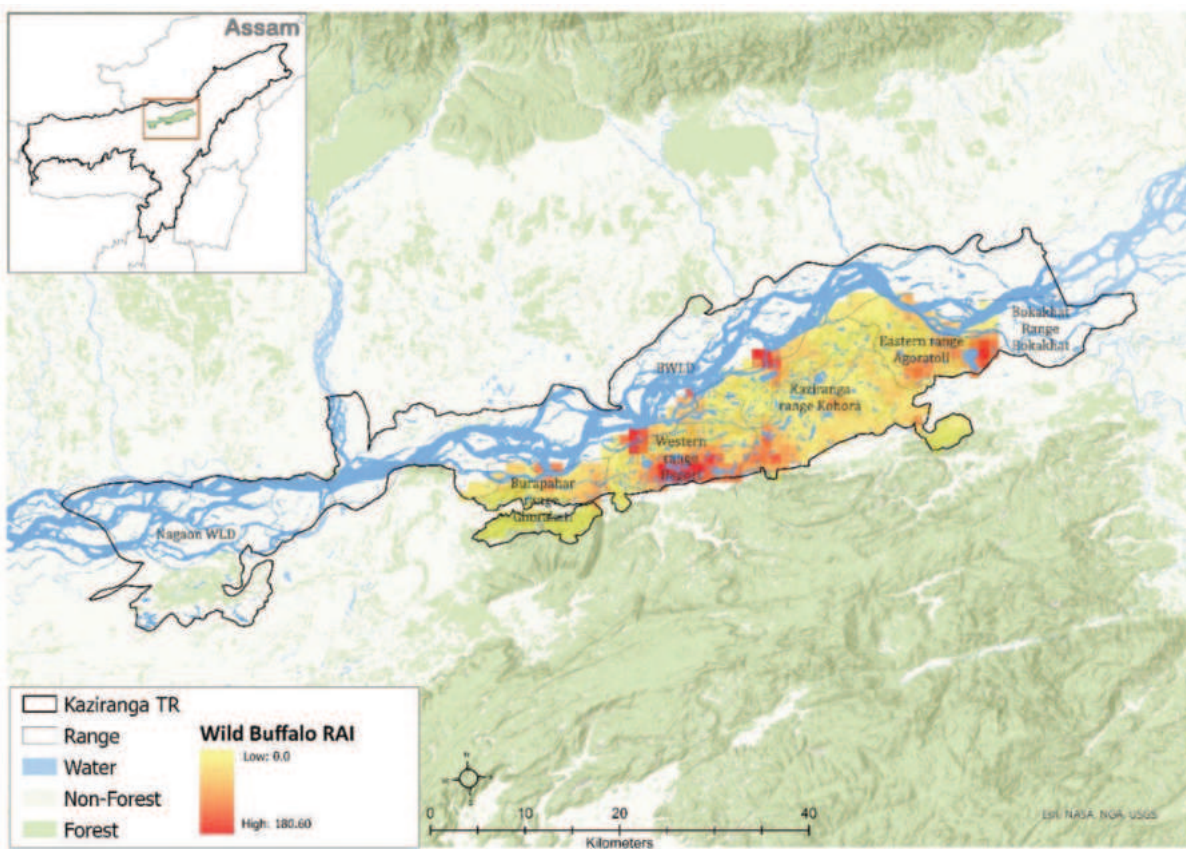 Assam
BWLD
Bokakhat
Range
Bokakhat
Eastern range
Agoratoli
Kaziranga
range Kohora
Western
range
Burapahar
range
Nagaon WLD
Kaziranga TR
Range
Water
Non-Forest
Forest
Wild Buffalo RAI
Low: 0.0
High: 180.60
0
10
20
40
Kilometers
Esri, NASA, NGA, USGS